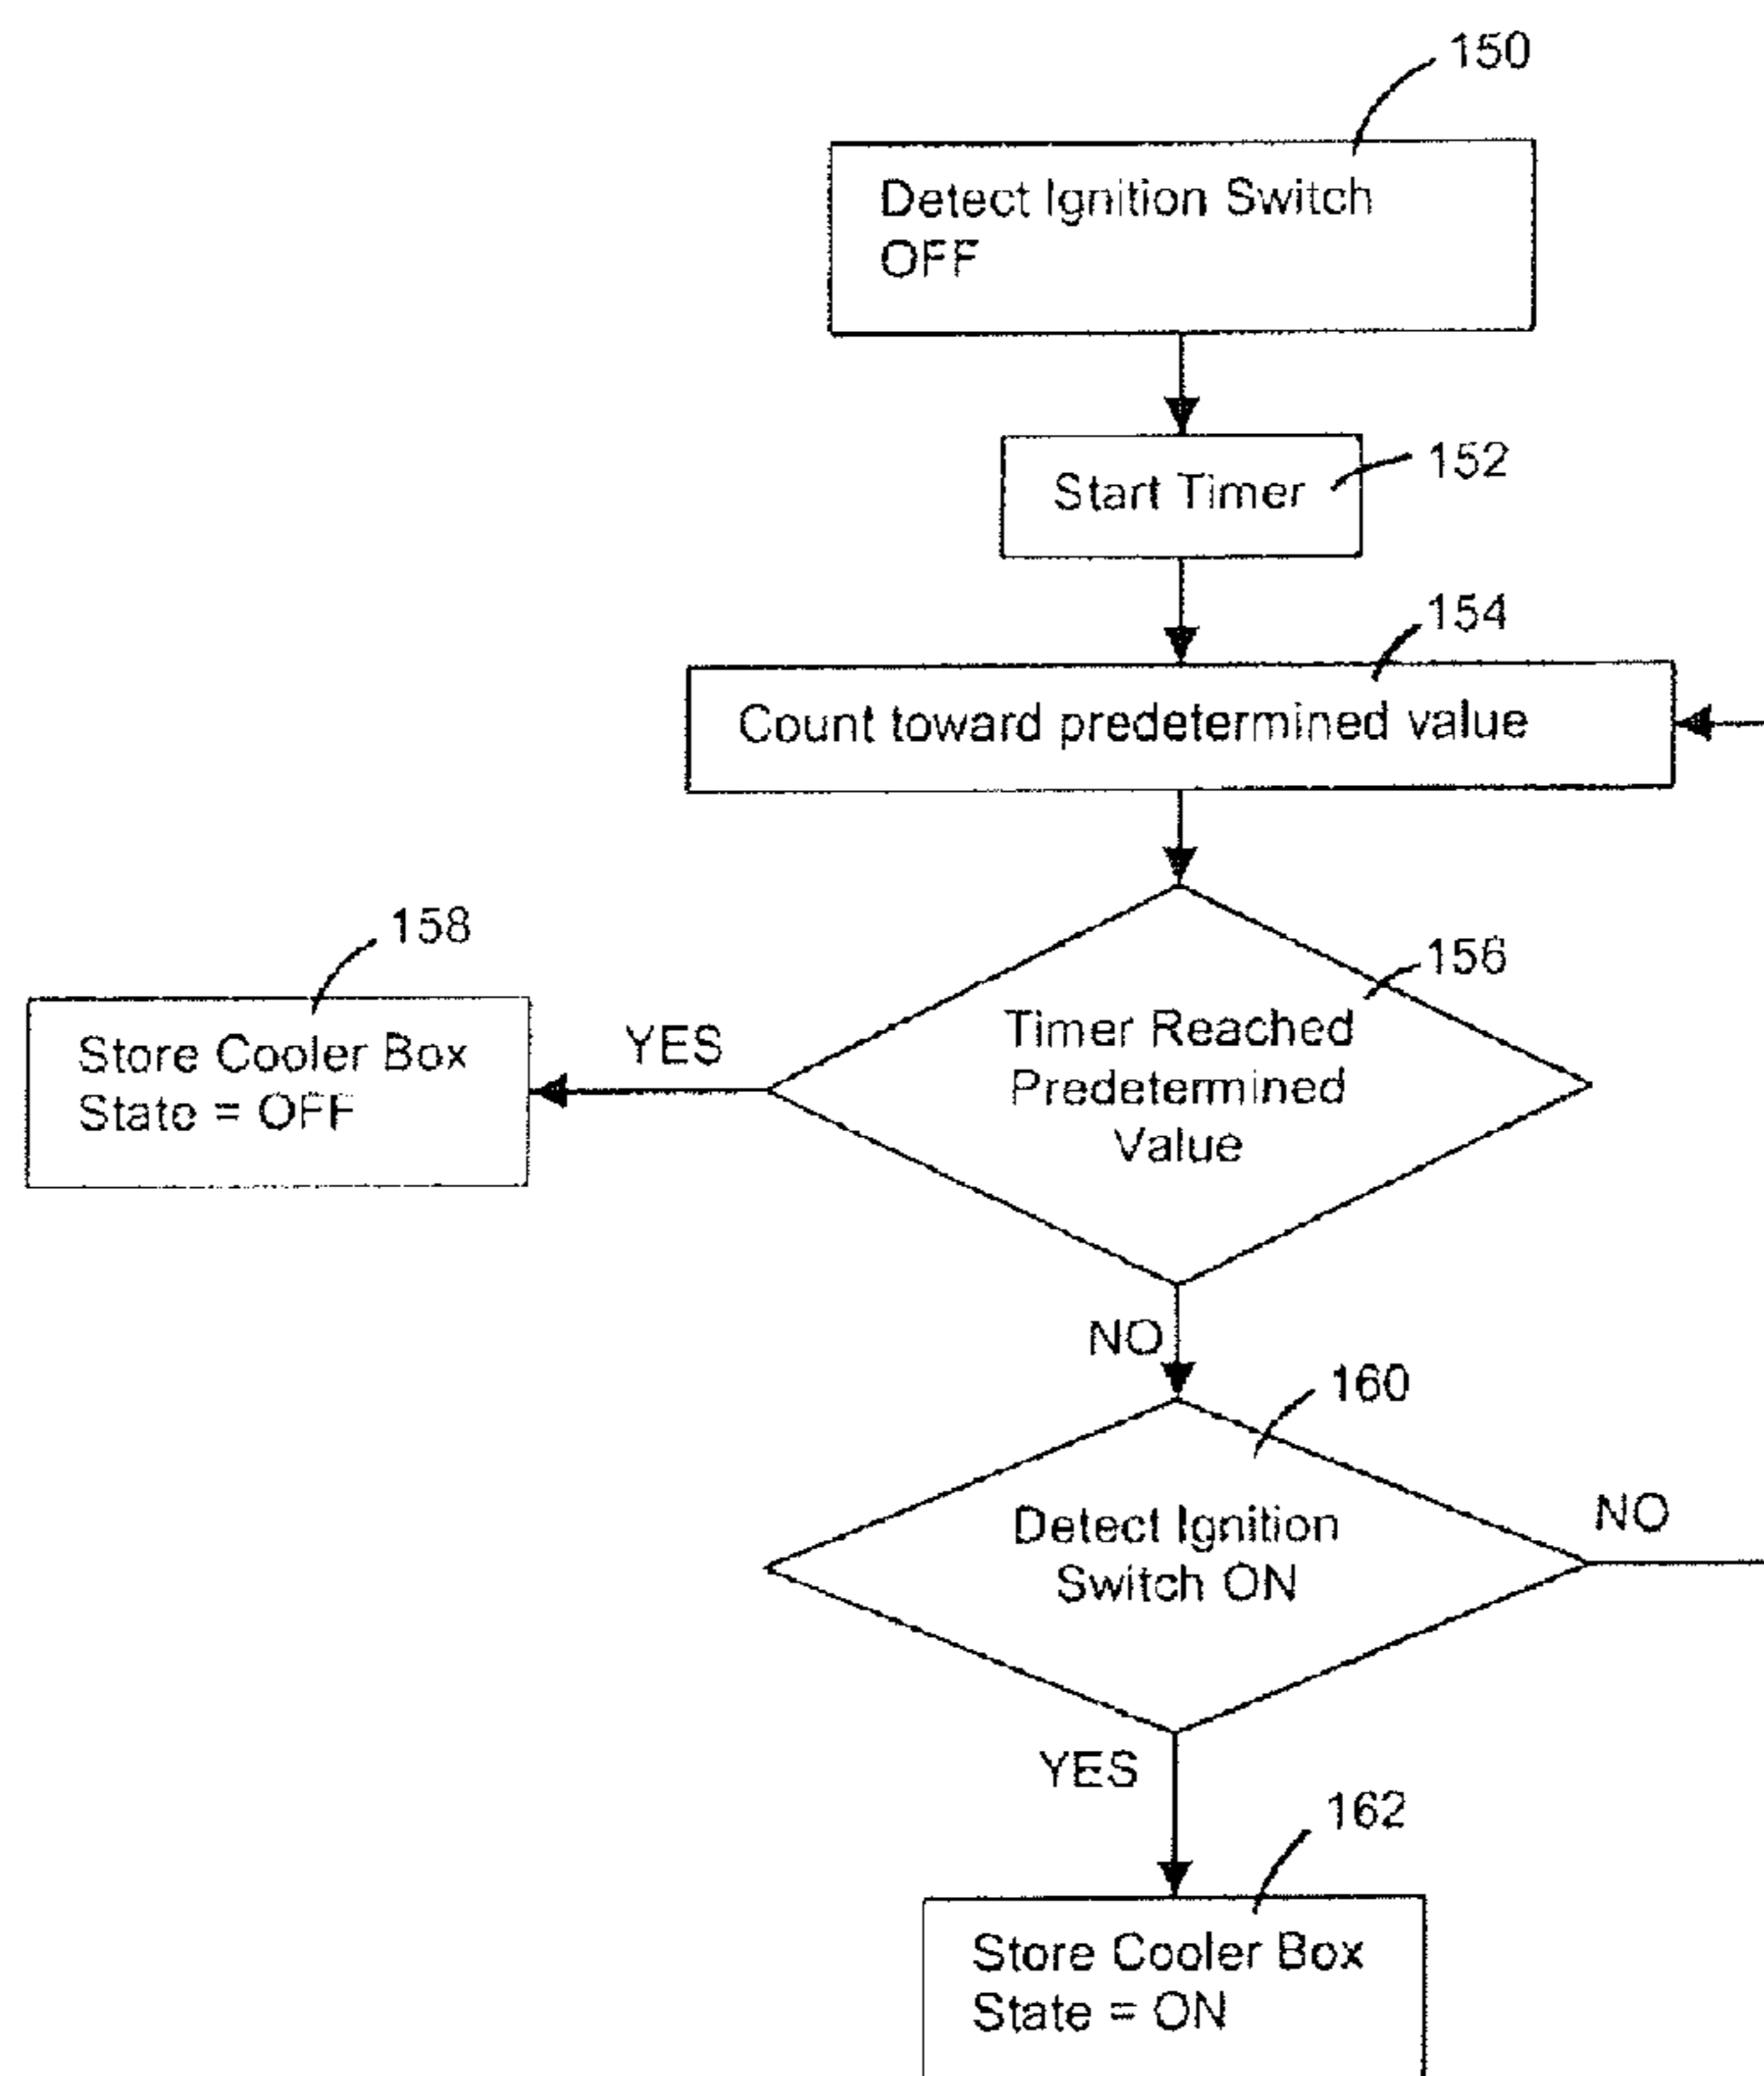 150
Detect Ignition Switch
OFF
152
Start Timer
154
Count toward predetermined value
158
156
Store Cooler Box
State = OFF
YES
Timer Reached
Predetermined
Value
NO
160
Detect Ignition
Switch ON
NO
YES
162
Store Cooler Box
State = ON